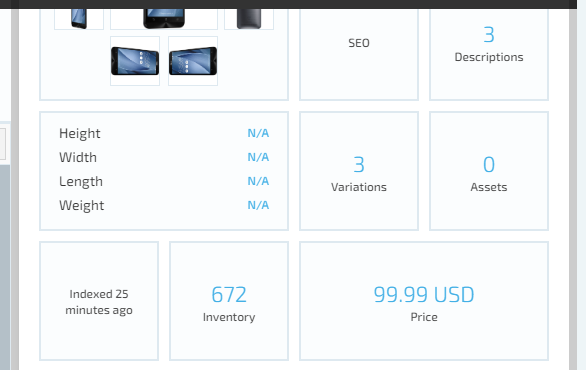 SEO
3
Descriptions
Height N/A
Width N/A
Length N/A
Weight N/A
3
Variations
0
Assets
Indexed 25
minutes ago
672
Inventory
99.99 USD
Price